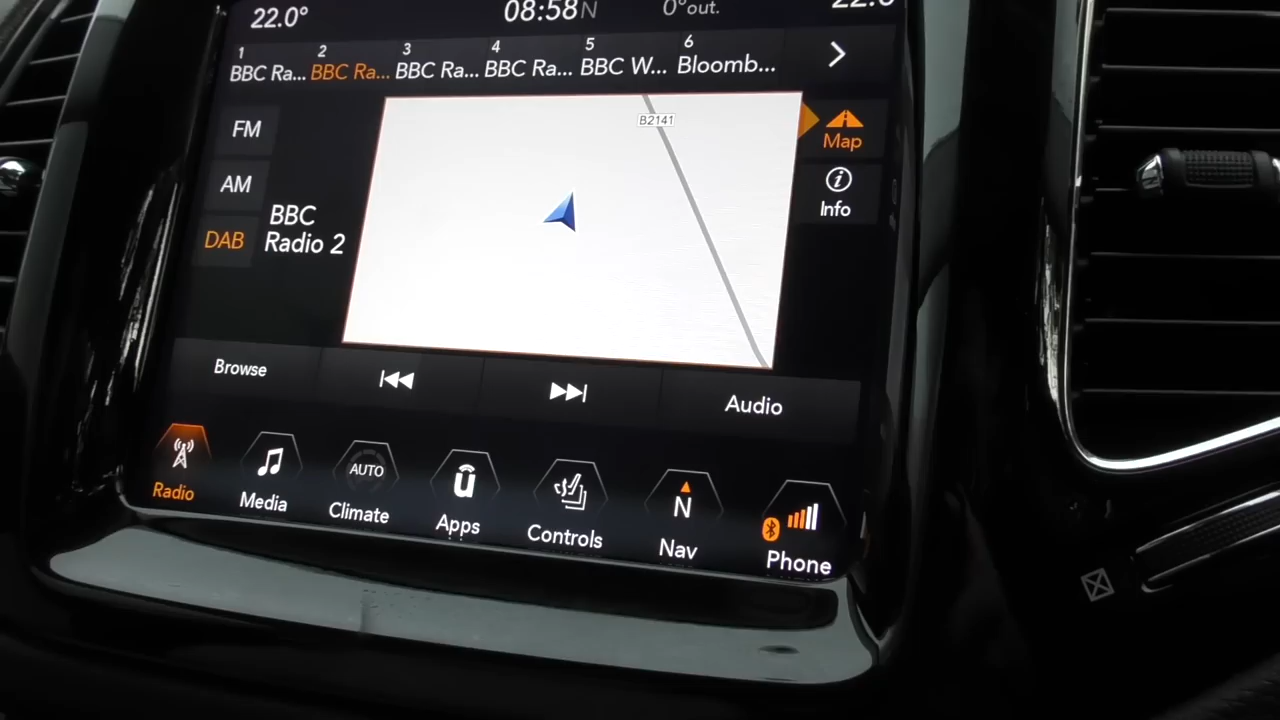 22.0°
08:58 N
0°out.
22.0
1
BBC Ra...
2
BBC Ra...
3
BBC Ra...
4
BBC Ra...
5
BBC W...
6
Bloomb...
FM
AM
DAB
BBC
Radio 2
B2141
Map
Info
Browse
Audio
Radio
Media
AUTO
Climate
Apps
Controls
N
Nav
Phone